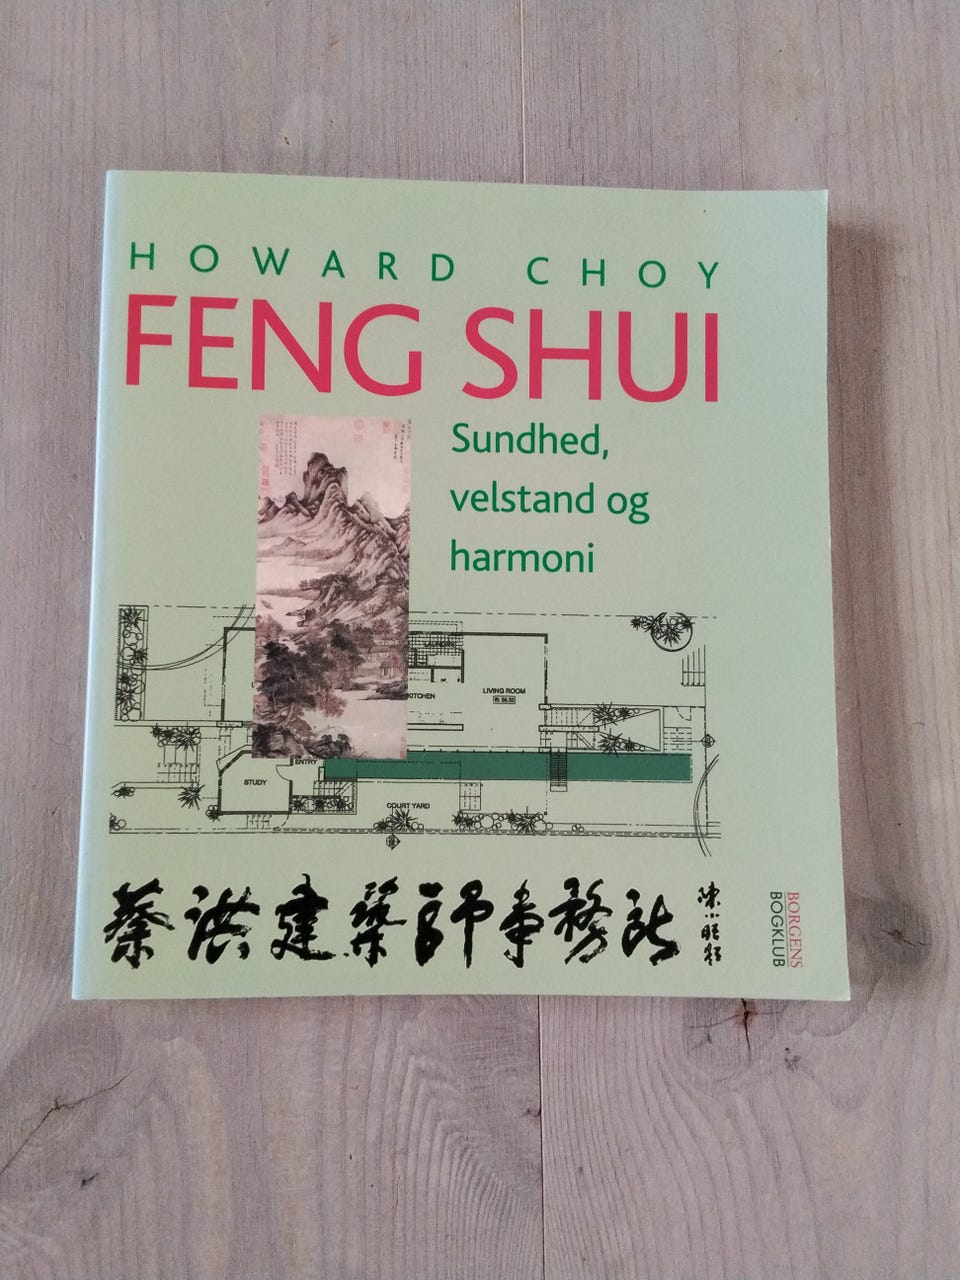 HOWARD CHOY
FENG SHUI
Sundhed,
velstand og
harmoni
KITCHEN
LIVING ROOM
ENTRY
STUDY
COURT YARD
蔡洪建築師事務所
BORGENS
BOGKLUB